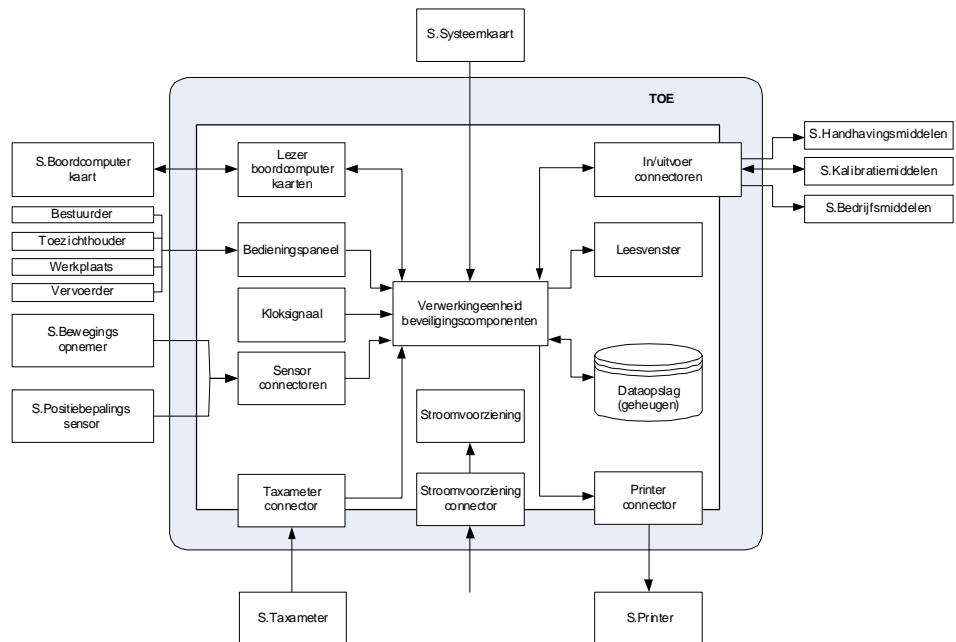 S.Systeemkaart
TOE
S.Boordcomputer
kaart
Lezer
boordcomputer
kaarten
In/uitvoer
connectoren
S.Handhavingsmiddelen
S.Kalibratiemiddelen
S.Bedrijfsmiddelen
Bestuurder
Toezichthouder
Werkplaats
Vervoerder
Bedieningspaneel
Leesvenster
Kloksignaal
Verwerkingeenheid
beveiligingscomponenten
S.Bewegings
opnemer
Sensor
connectoren
S.Positiebepalings
sensor
Dataopslag
(geheugen)
Stroomvoorziening
Taxameter
connector
Stroomvoorziening
connector
Printer
connector
S.Taxameter
S.Printer